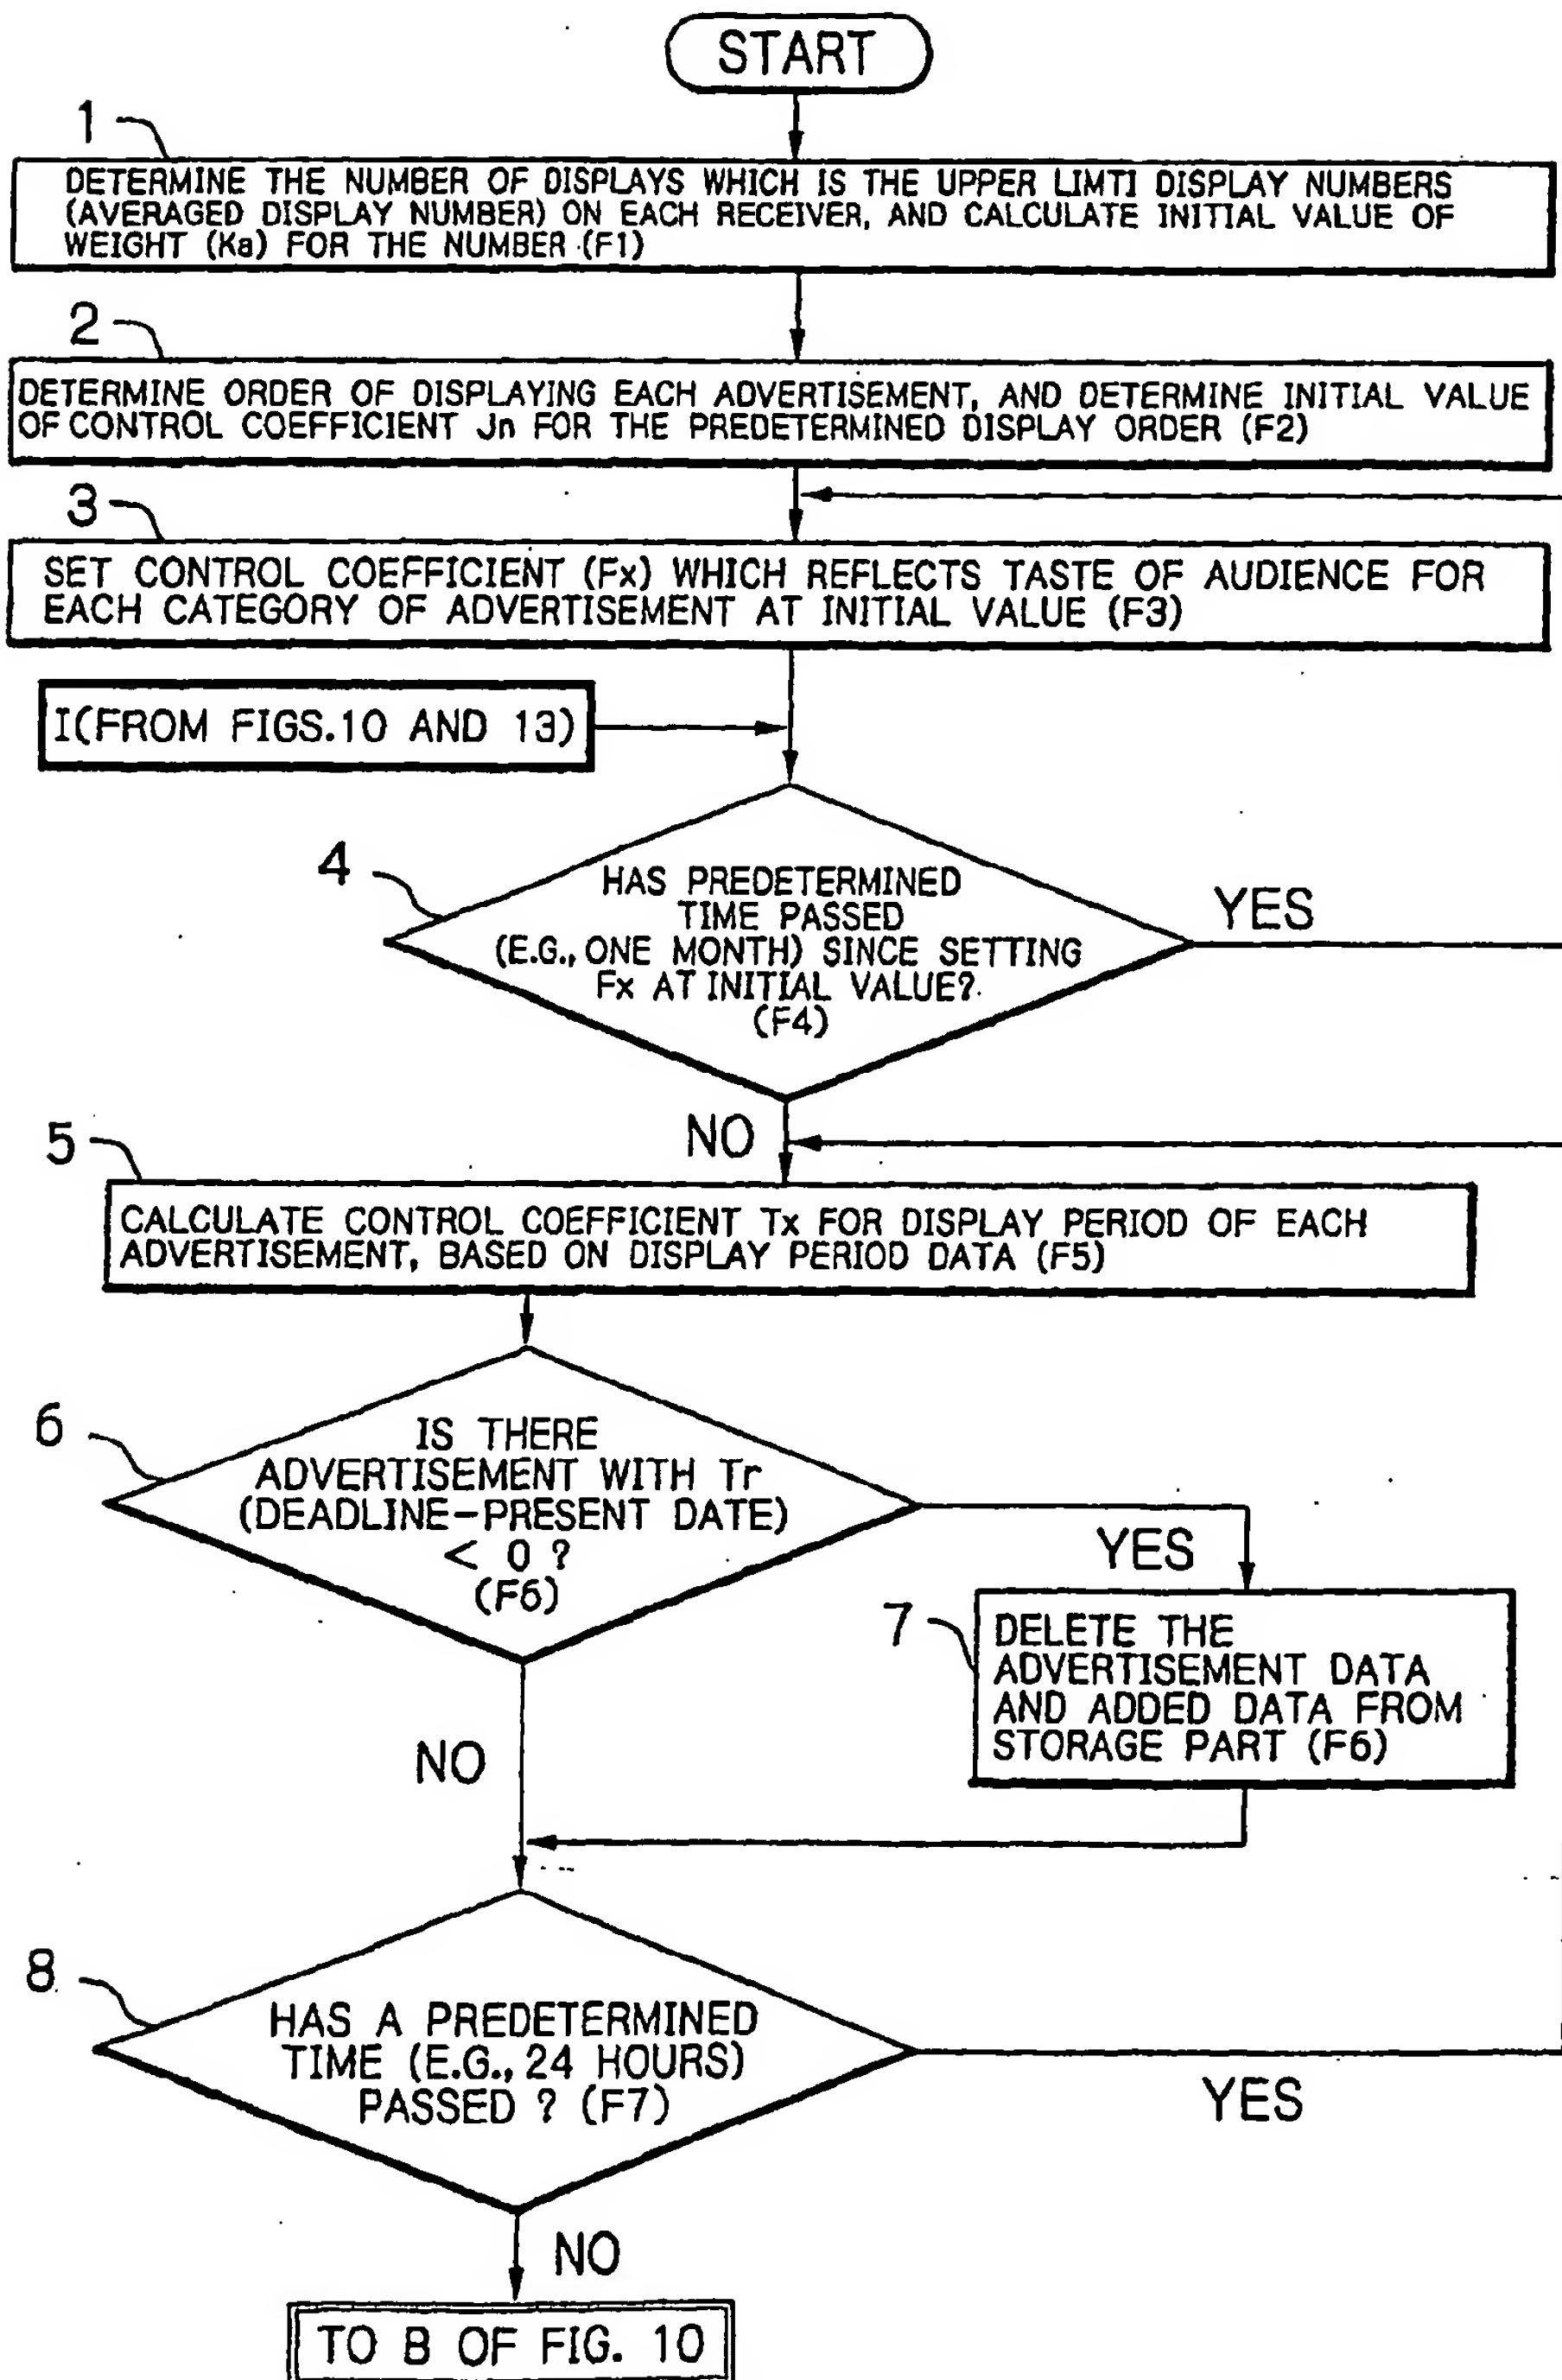 START
1
DETERMINE THE NUMBER OF DISPLAYS WHICH IS THE UPPER LIMTI DISPLAY NUMBERS
(AVERAGED DISPLAY NUMBER) ON EACH RECEIVER, AND CALCULATE INITIAL VALUE OF
WEIGHT (Ka) FOR THE NUMBER (F1)
2
DETERMINE ORDER OF DISPLAYING EACH ADVERTISEMENT, AND DETERMINE INITIAL VALUE
OF CONTROL COEFFICIENT Jn FOR THE PREDETERMINED DISPLAY ORDER (F2)
3
SET CONTROL COEFFICIENT (Fx) WHICH REFLECTS TASTE OF AUDIENCE FOR
EACH CATEGORY OF ADVERTISEMENT AT INITIAL VALUE (F3)
I(FROM FIGS.10 AND 13)
4
HAS PREDETERMINED
TIME PASSED
(E.G., ONE MONTH) SINCE SETTING
Fx AT INITIAL VALUE?
(F4)
YES
NO
5
CALCULATE CONTROL COEFFICIENT Tx FOR DISPLAY PERIOD OF EACH
ADVERTISEMENT, BASED ON DISPLAY PERIOD DATA (F5)
6
IS THERE
ADVERTISEMENT WITH Tr
(DEADLINE-PRESENT DATE)
< 0 ?
(F6)
YES
7
DELETE THE
ADVERTISEMENT DATA
AND ADDED DATA FROM
STORAGE PART (F6)
NO
8
HAS A PREDETERMINED
TIME (E.G., 24 HOURS)
PASSED ? (F7)
YES
NO
TO B OF FIG. 10